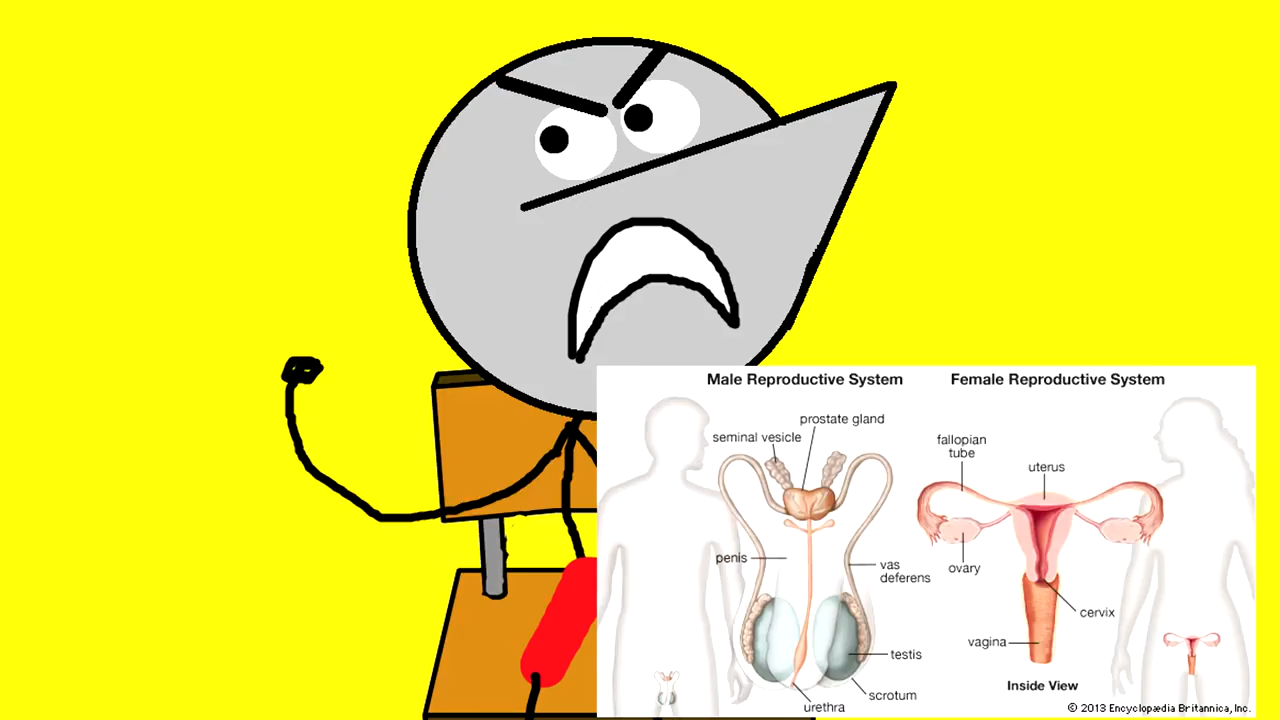 Male Reproductive System
Female Reproductive System
prostate gland
seminal vesicle
penis
vas
deferens
testis
scrotum
urethra
fallopian
tube
uterus
ovary
cervix
vagina
Inside View
© 2013 Encyclopædia Britannica, Inc.